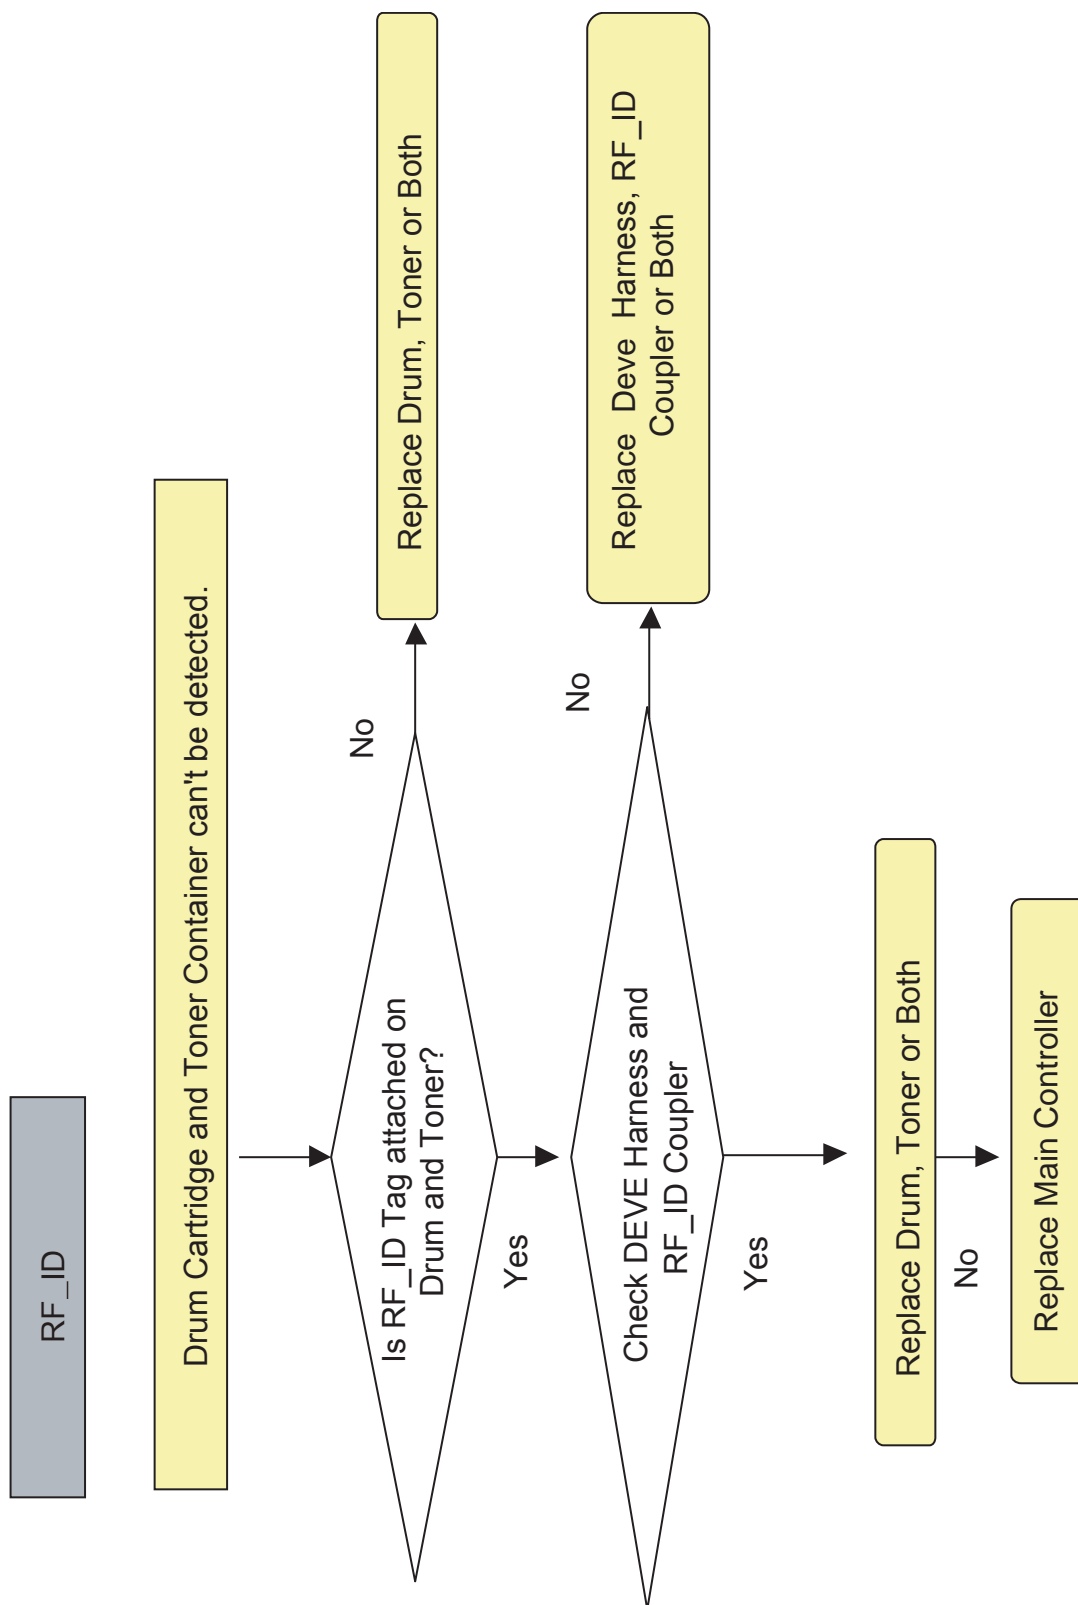 RF_ID
Drum Cartridge and Toner Container can't be detected.
Is RF_ID Tag attached on
Drum and Toner?
No
Replace Drum, Toner or Both
Yes
Check DEVE Harness and
RF_ID Coupler
No
Replace Deve Harness, RF_ID
Coupler or Both
Yes
Replace Drum, Toner or Both
No
Replace Main Controller